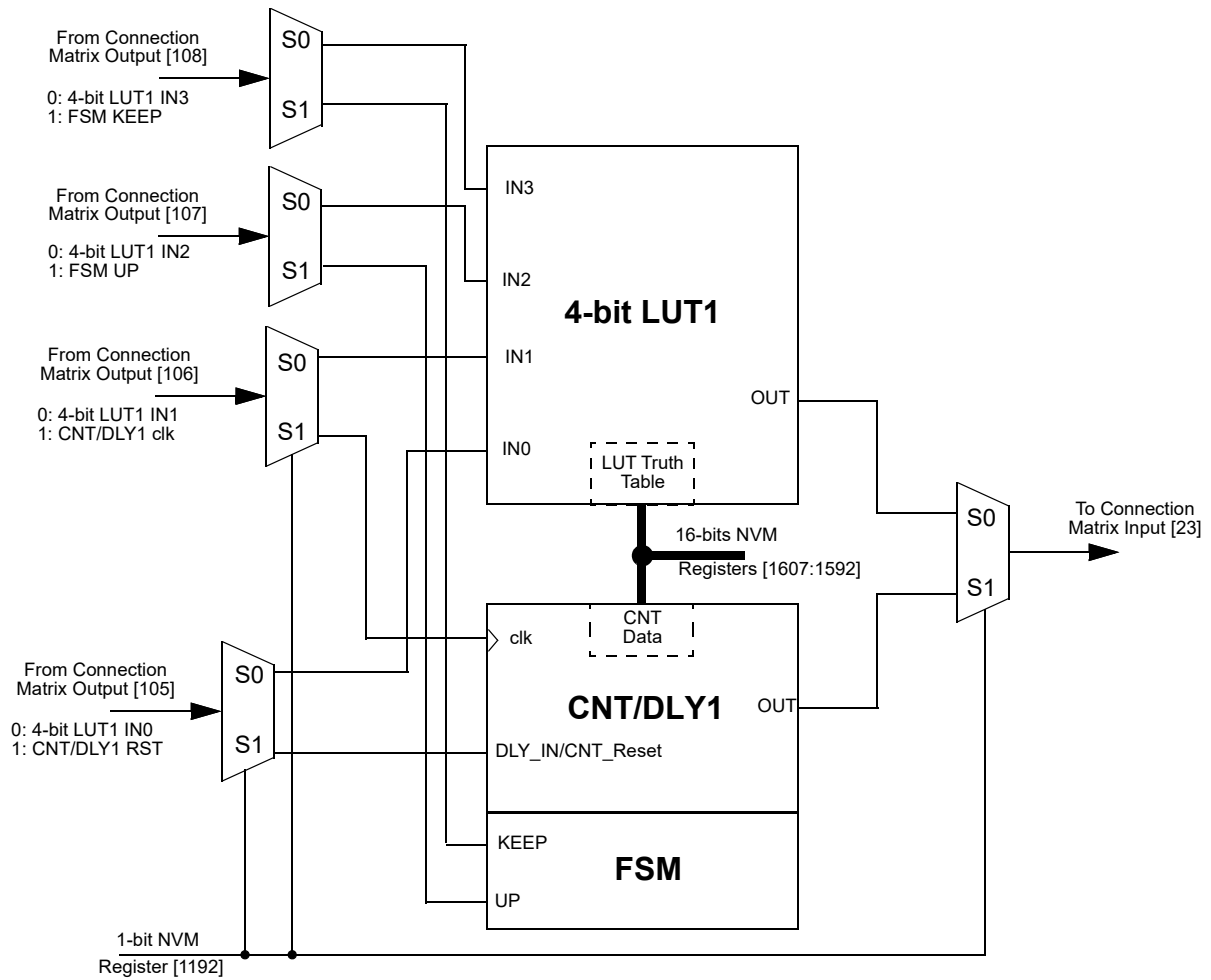 From Connection
Matrix Output [108]
0: 4-bit LUT1 IN3
1: FSM KEEP
S0
S1
From Connection
Matrix Output [107]
0: 4-bit LUT1 IN2
1: FSM UP
S0
S1
From Connection
Matrix Output [106]
0: 4-bit LUT1 IN1
1: CNT/DLY1 clk
S0
S1
From Connection
Matrix Output [105]
0: 4-bit LUT1 IN0
1: CNT/DLY1 RST
S0
S1
IN3
IN2
IN1
IN0
4-bit LUT1
OUT
LUT Truth
Table
16-bits NVM
Registers [1607:1592]
CNT
Data
clk
CNT/DLY1
OUT
DLY_IN/CNT_Reset
KEEP
FSM
UP
S0
S1
To Connection
Matrix Input [23]
1-bit NVM
Register [1192]